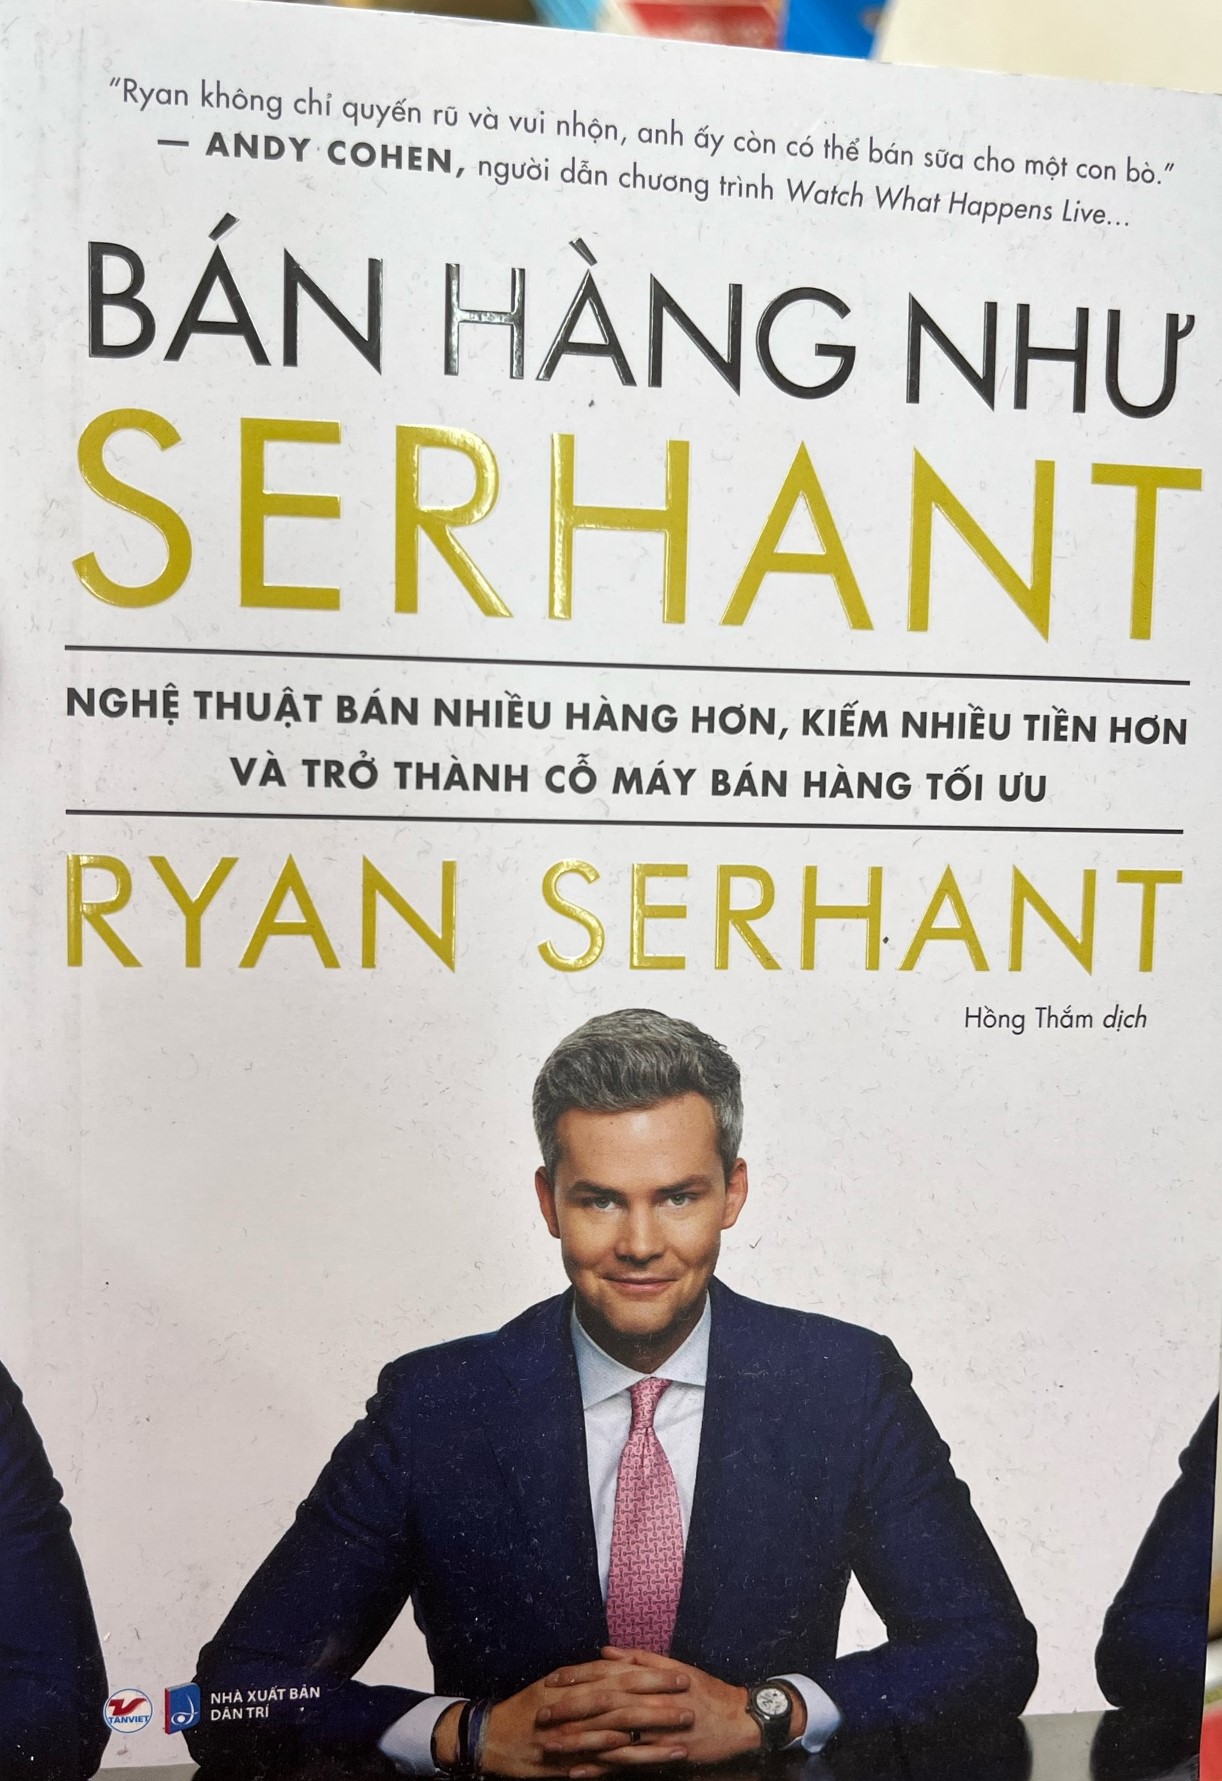 "Ryan không chỉ quyến rũ và vui nhộn, anh ấy còn có thể bán sữa cho một con bò."
— ANDY COHEN, người dẫn chương trình Watch What Happens Live...
BÁN HÀNG NHƯ
SERHANT
NGHỆ THUẬT BÁN NHIỀU HÀNG HƠN, KIẾM NHIỀU TIỀN HƠN
VÀ TRỞ THÀNH CỖ MÁY BÁN HÀNG TỐI ƯU
RYAN SERHANT
Hồng Thắm dịch
TANVIET
NHÀ XUẤT BẢN
DÂN TRÍ